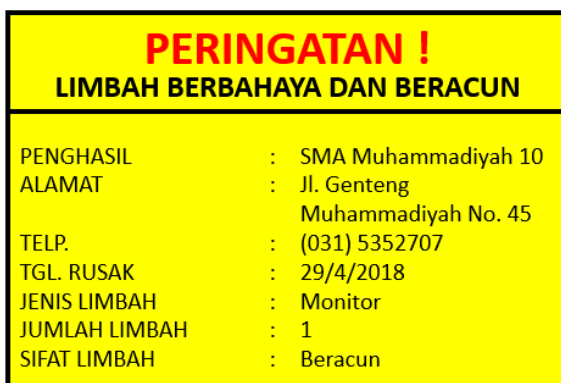 PERINGATAN !
LIMBAH BERBAHAYA DAN BERACUN
PENGHASIL : SMA Muhammadiyah 10
ALAMAT : Jl. Genteng
Muhammadiyah No. 45
TELP. : (031) 5352707
TGL. RUSAK : 29/4/2018
JENIS LIMBAH : Monitor
JUMLAH LIMBAH : 1
SIFAT LIMBAH : Beracun